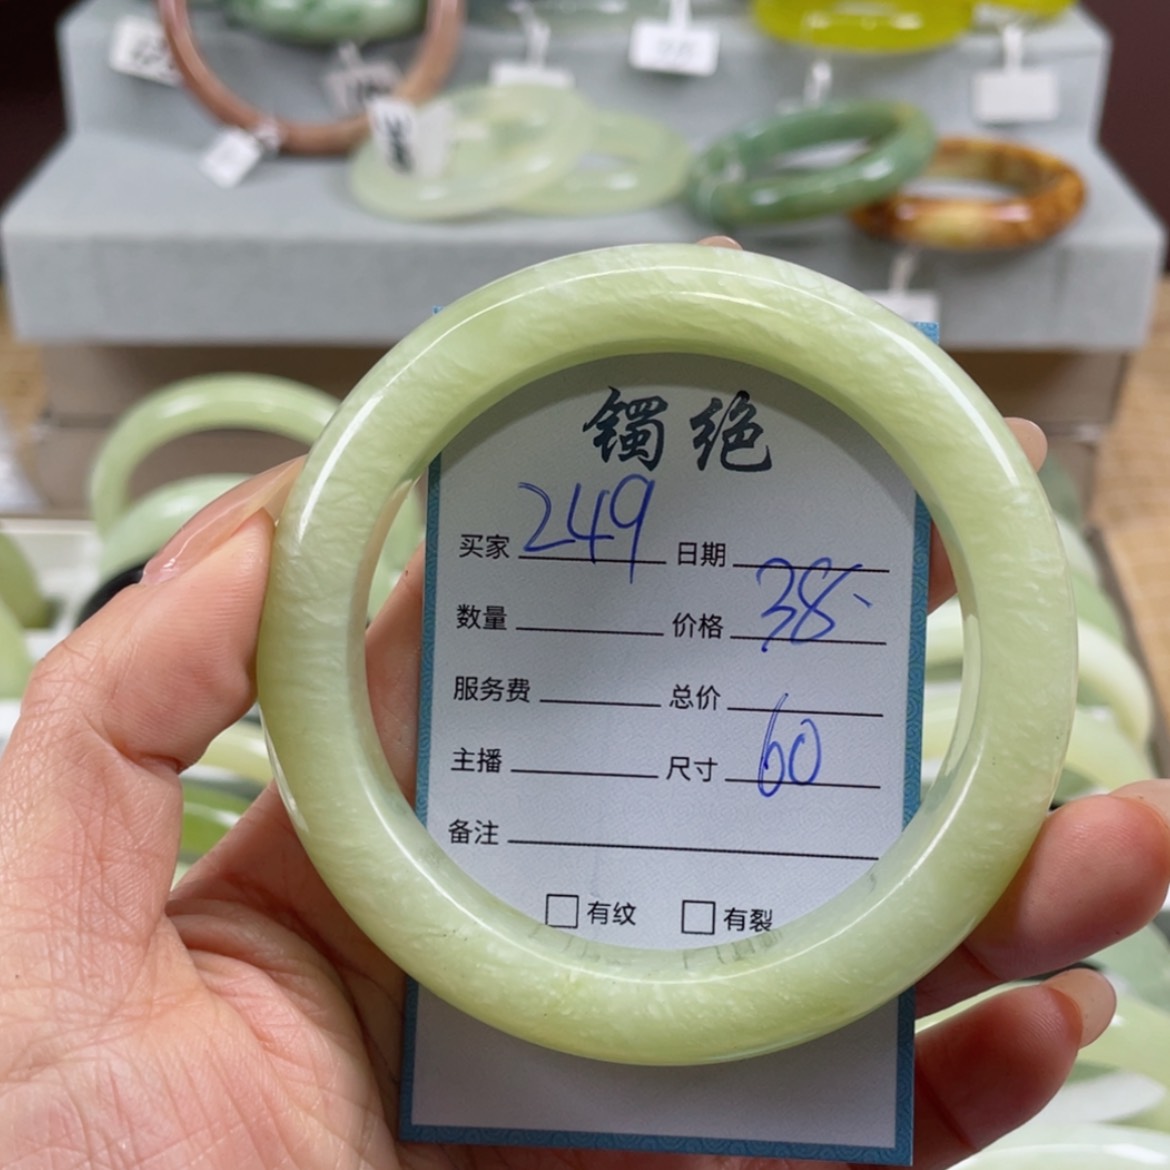 镯绝
买家 249 日期
数量 价格 38
服务费 总价
主播 尺寸 60
备注
有纹 有裂